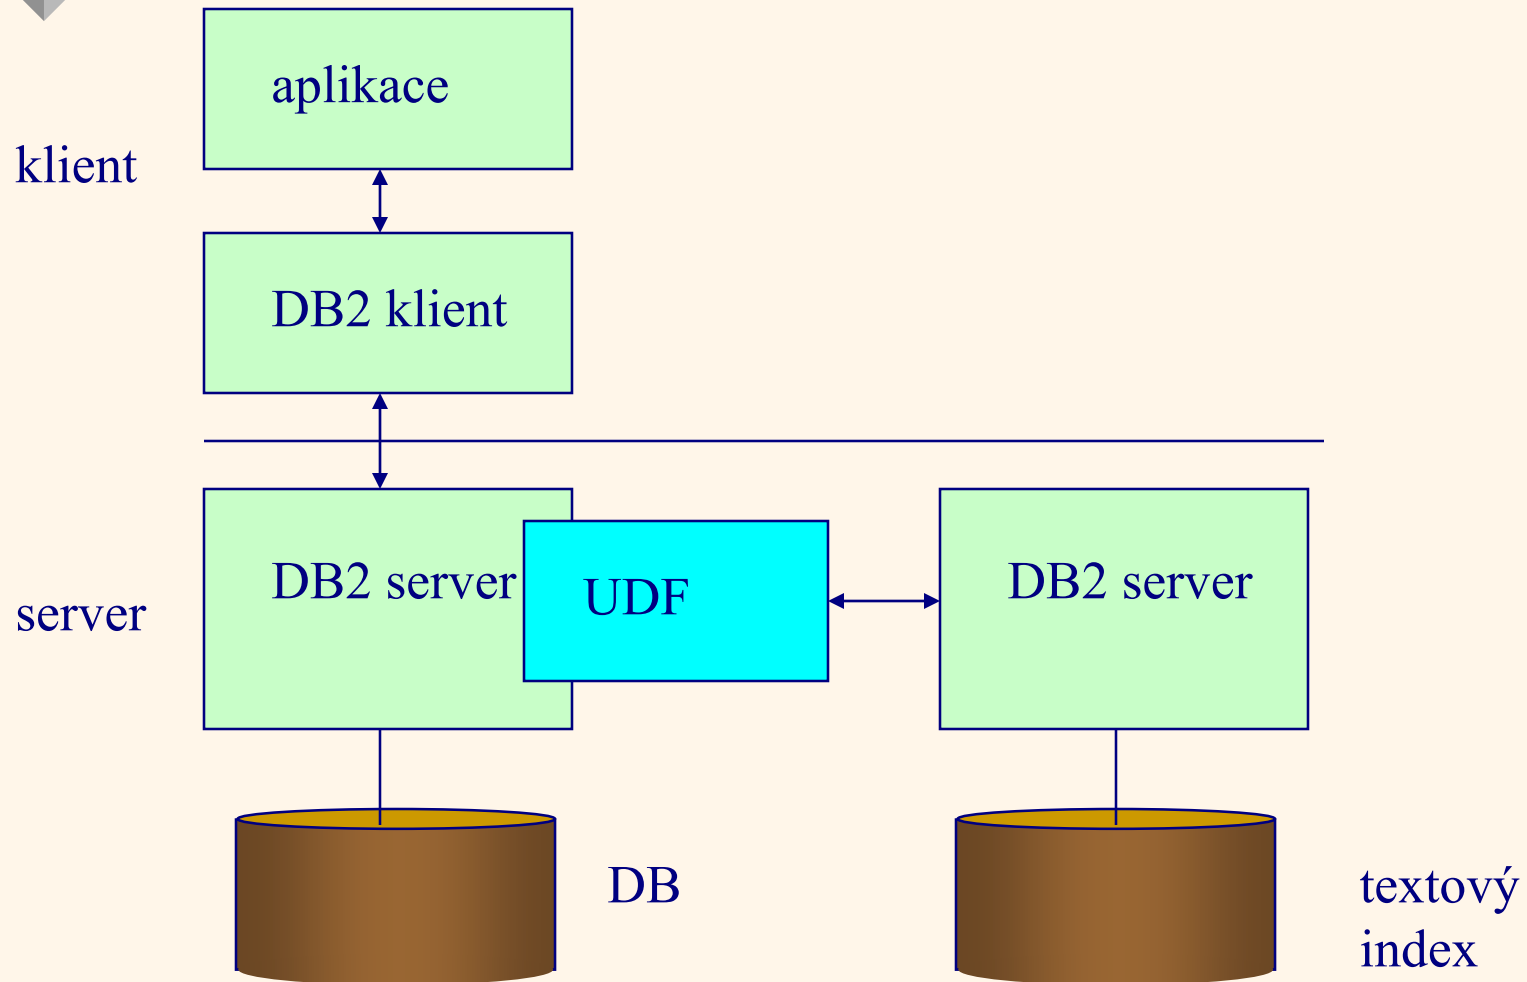 aplikace
klient
DB2 klient
DB2 server
UDF
DB2 server
server
DB
textový
index